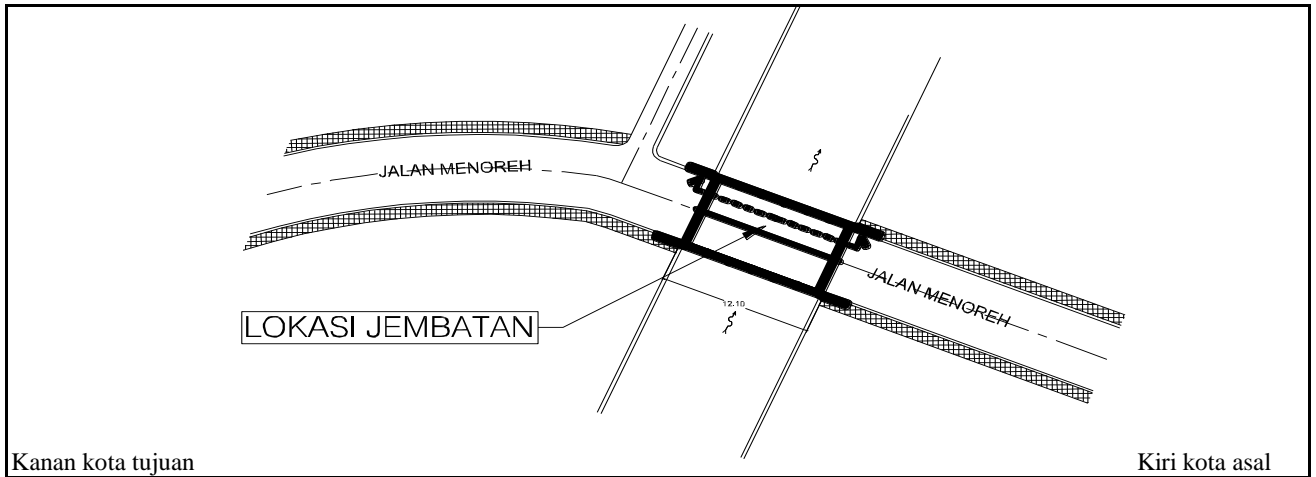 JALAN MENOREH
JALAN MENOREH
12.10
LOKASI JEMBATAN
Kanan kota tujuan
Kiri kota asal